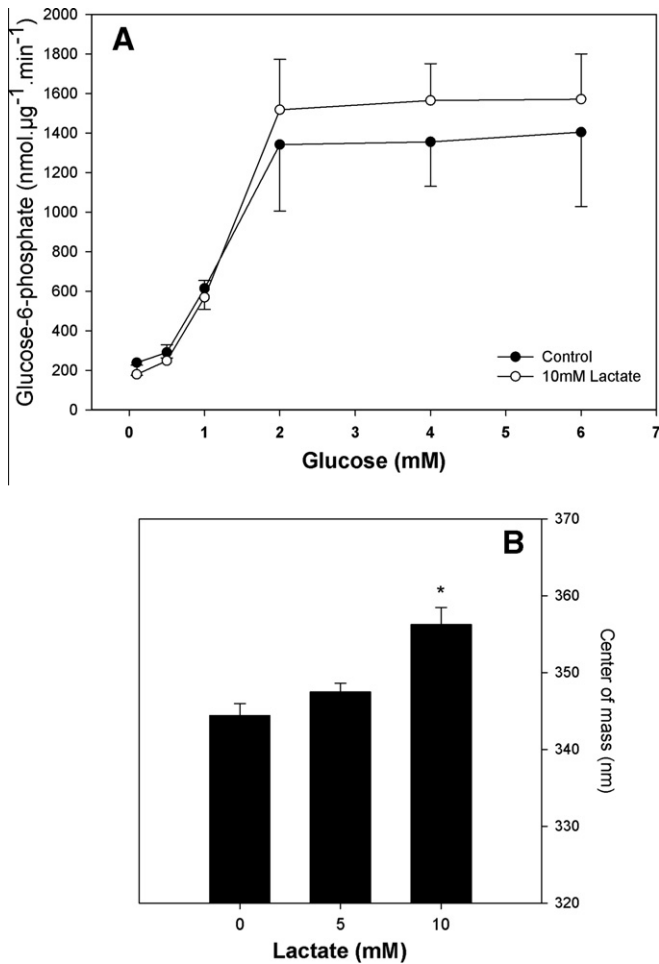 A
Glucose-6-phosphate (nmol.µg⁻¹.min⁻¹)
2000
1800
1600
1400
1200
1000
800
600
400
200
0
Control
10mM Lactate
0 1 2 3 4 5 6 7
Glucose (mM)
B
370
360
350
340
330
320
*
Center of mass (nm)
0 5 10
Lactate (mM)